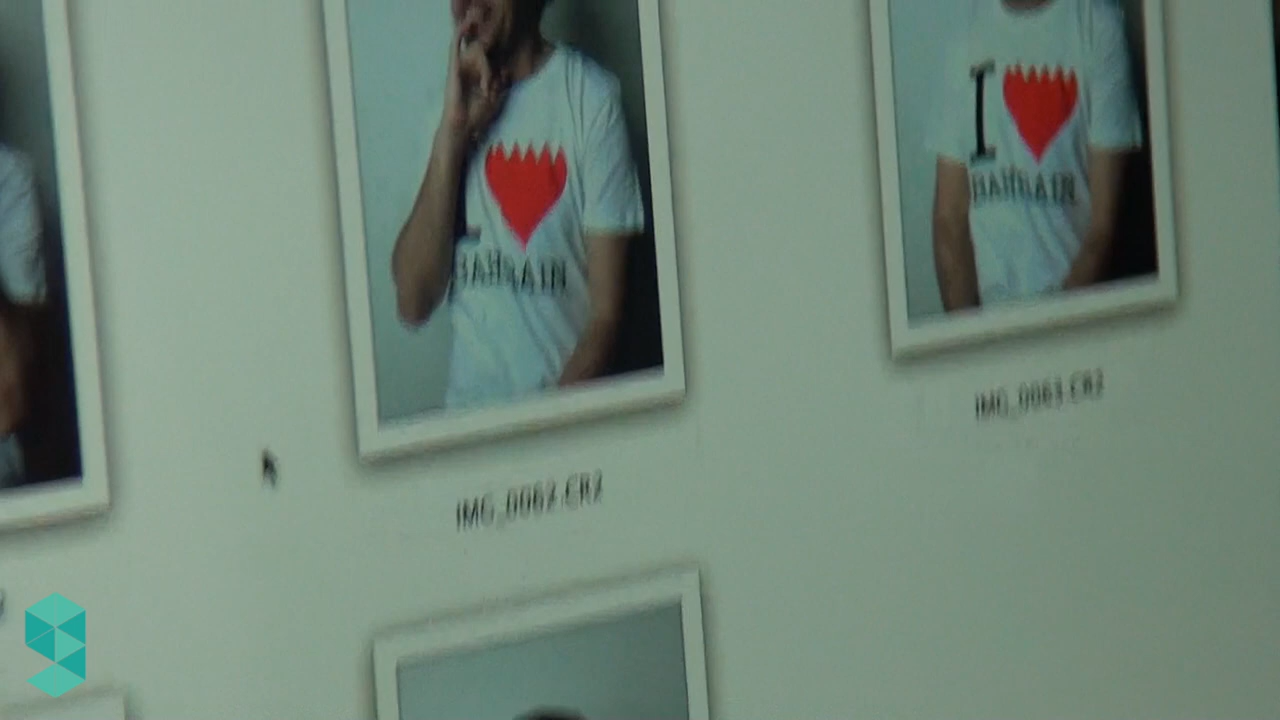 BAHRAIN
IMG_0062.CR2
I
BAHRAIN
IMG_0063.CR2